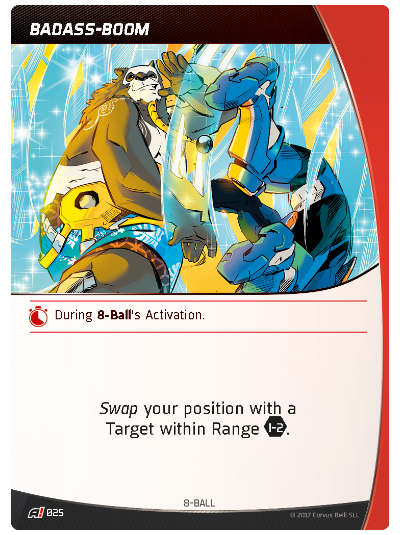 BADASS-BOOM
During 8-Ball's Activation.
Swap your position with a
Target within Range 1-2.
8-BALL
A! 025
© 2017 Corvus Belli SLL